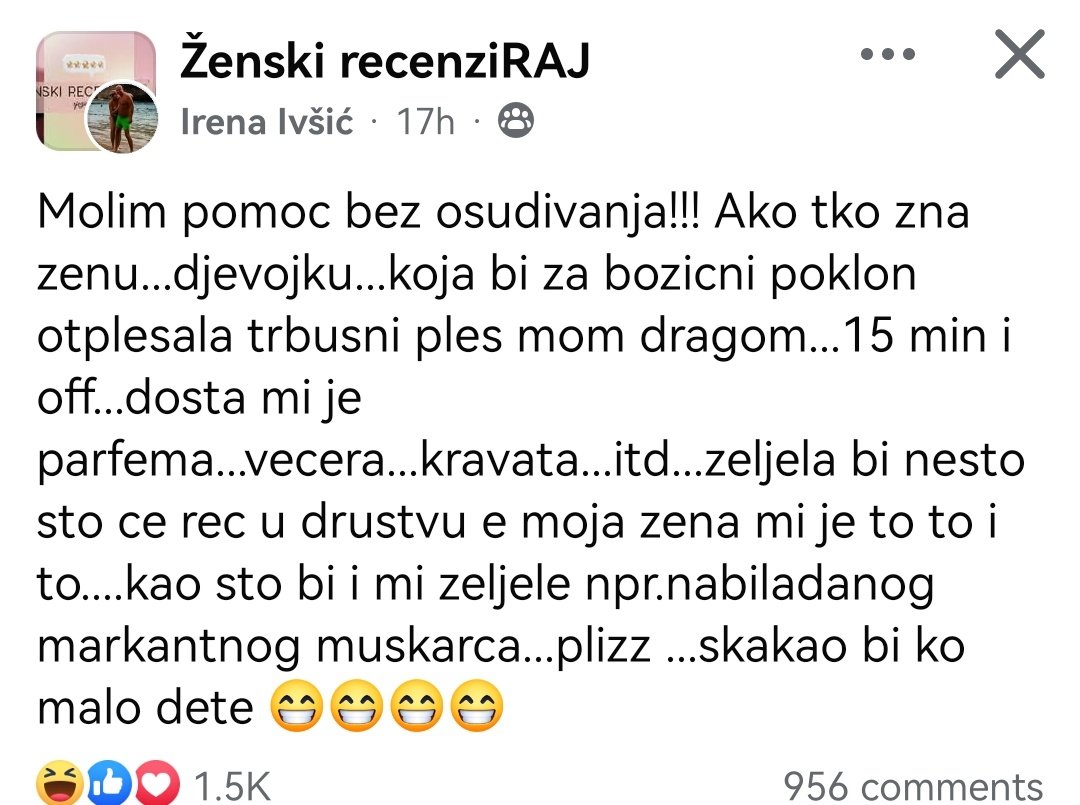 Ženski recenziRAJ
NSKI REC
Irena Ivšić · 17h ·
Molim pomoc bez osudivanja!!! Ako tko zna
zenu...djevojku...koja bi za bozicni poklon
otplesala trbusni ples mom dragom...15 min i
off...dosta mi je
parfema...vecera...kravata...itd...zeljela bi nesto
sto ce rec u drustvu e moja zena mi je to to i
to....kao sto bi i mi zeljele npr.nabiladanog
markantnog muskarca...plizz ...skakao bi ko
malo dete 😁😁😁😁
1.5K
956 comments